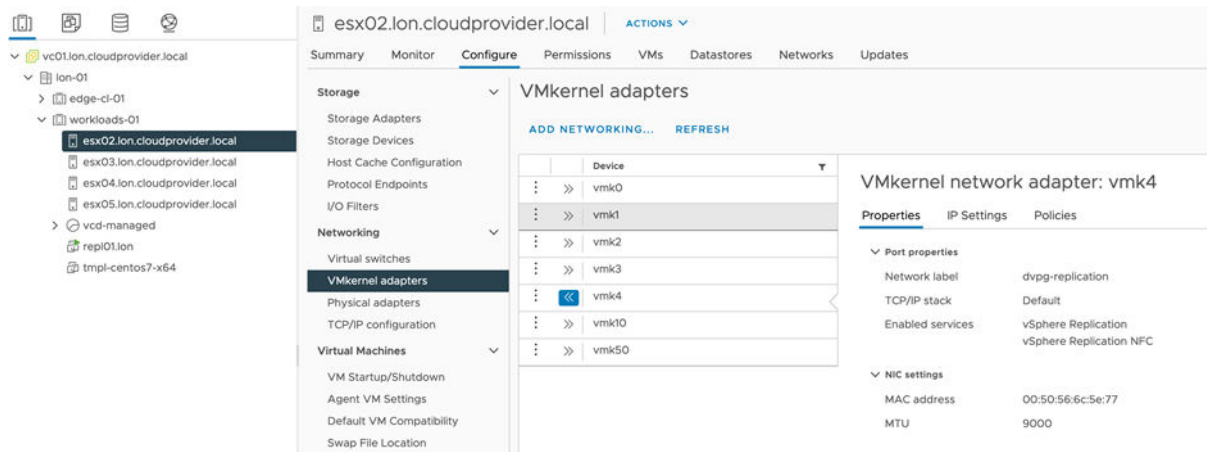 vc01.lon.cloudprovider.local
lon-01
edge-cl-01
workloads-01
esx02.lon.cloudprovider.local
esx03.lon.cloudprovider.local
esx04.lon.cloudprovider.local
esx05.lon.cloudprovider.local
vcd-managed
repl01.lon
tmpl-centos7-x64
esx02.lon.cloudprovider.local ACTIONS
Summary Monitor Configure Permissions VMs Datastores Networks Updates
Storage
Storage Adapters
Storage Devices
Host Cache Configuration
Protocol Endpoints
I/O Filters
Networking
Virtual switches
VMkernel adapters
Physical adapters
TCP/IP configuration
Virtual Machines
VM Startup/Shutdown
Agent VM Settings
Default VM Compatibility
Swap File Location
VMkernel adapters
ADD NETWORKING... REFRESH
Device
vmk0
vmk1
vmk2
vmk3
vmk4
vmk10
vmk50
VMkernel network adapter: vmk4
Properties IP Settings Policies
Port properties
Network label dvpg-replication
TCP/IP stack Default
Enabled services vSphere Replication
vSphere Replication NFC
NIC settings
MAC address 00:50:56:6c:5e:77
MTU 9000